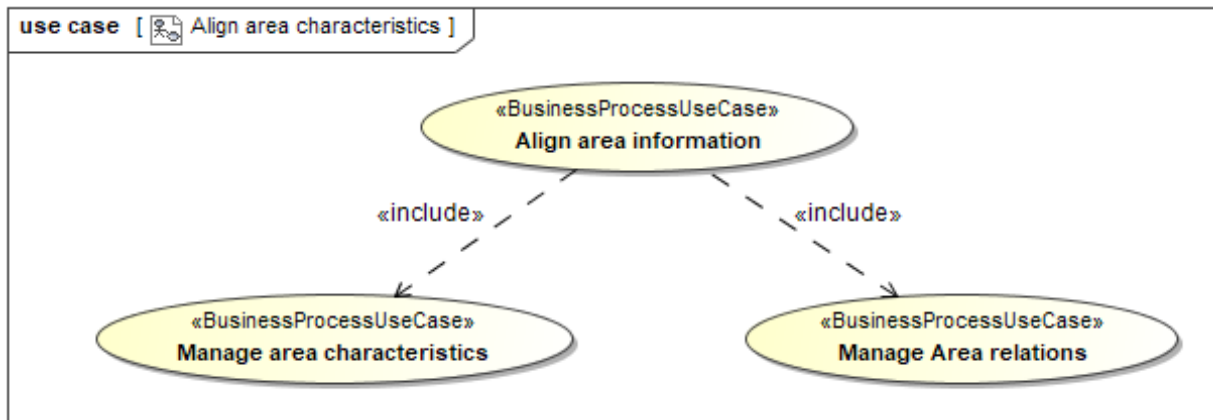 use case [ Align area characteristics ]
«BusinessProcessUseCase»
Align area information
«include» «include»
«BusinessProcessUseCase»
Manage area characteristics
«BusinessProcessUseCase»
Manage Area relations